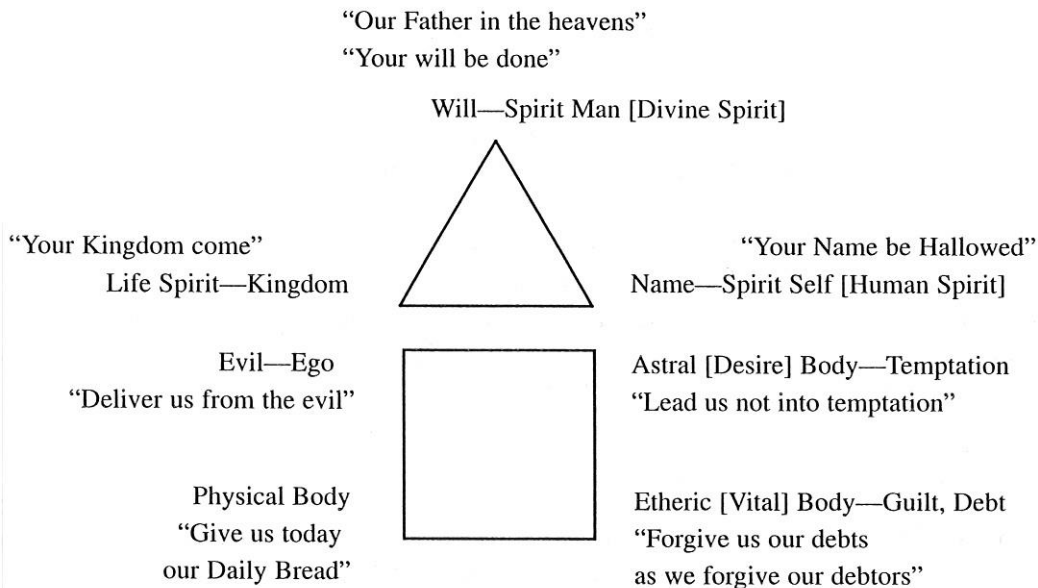 “Our Father in the heavens”
“Your will be done”
Will—Spirit Man [Divine Spirit]
“Your Kingdom come”
Life Spirit—Kingdom
“Your Name be Hallowed”
Name—Spirit Self [Human Spirit]
Evil—Ego
“Deliver us from the evil”
Astral [Desire] Body—Temptation
“Lead us not into temptation”
Physical Body
“Give us today
our Daily Bread”
Etheric [Vital] Body—Guilt, Debt
“Forgive us our debts
as we forgive our debtors”